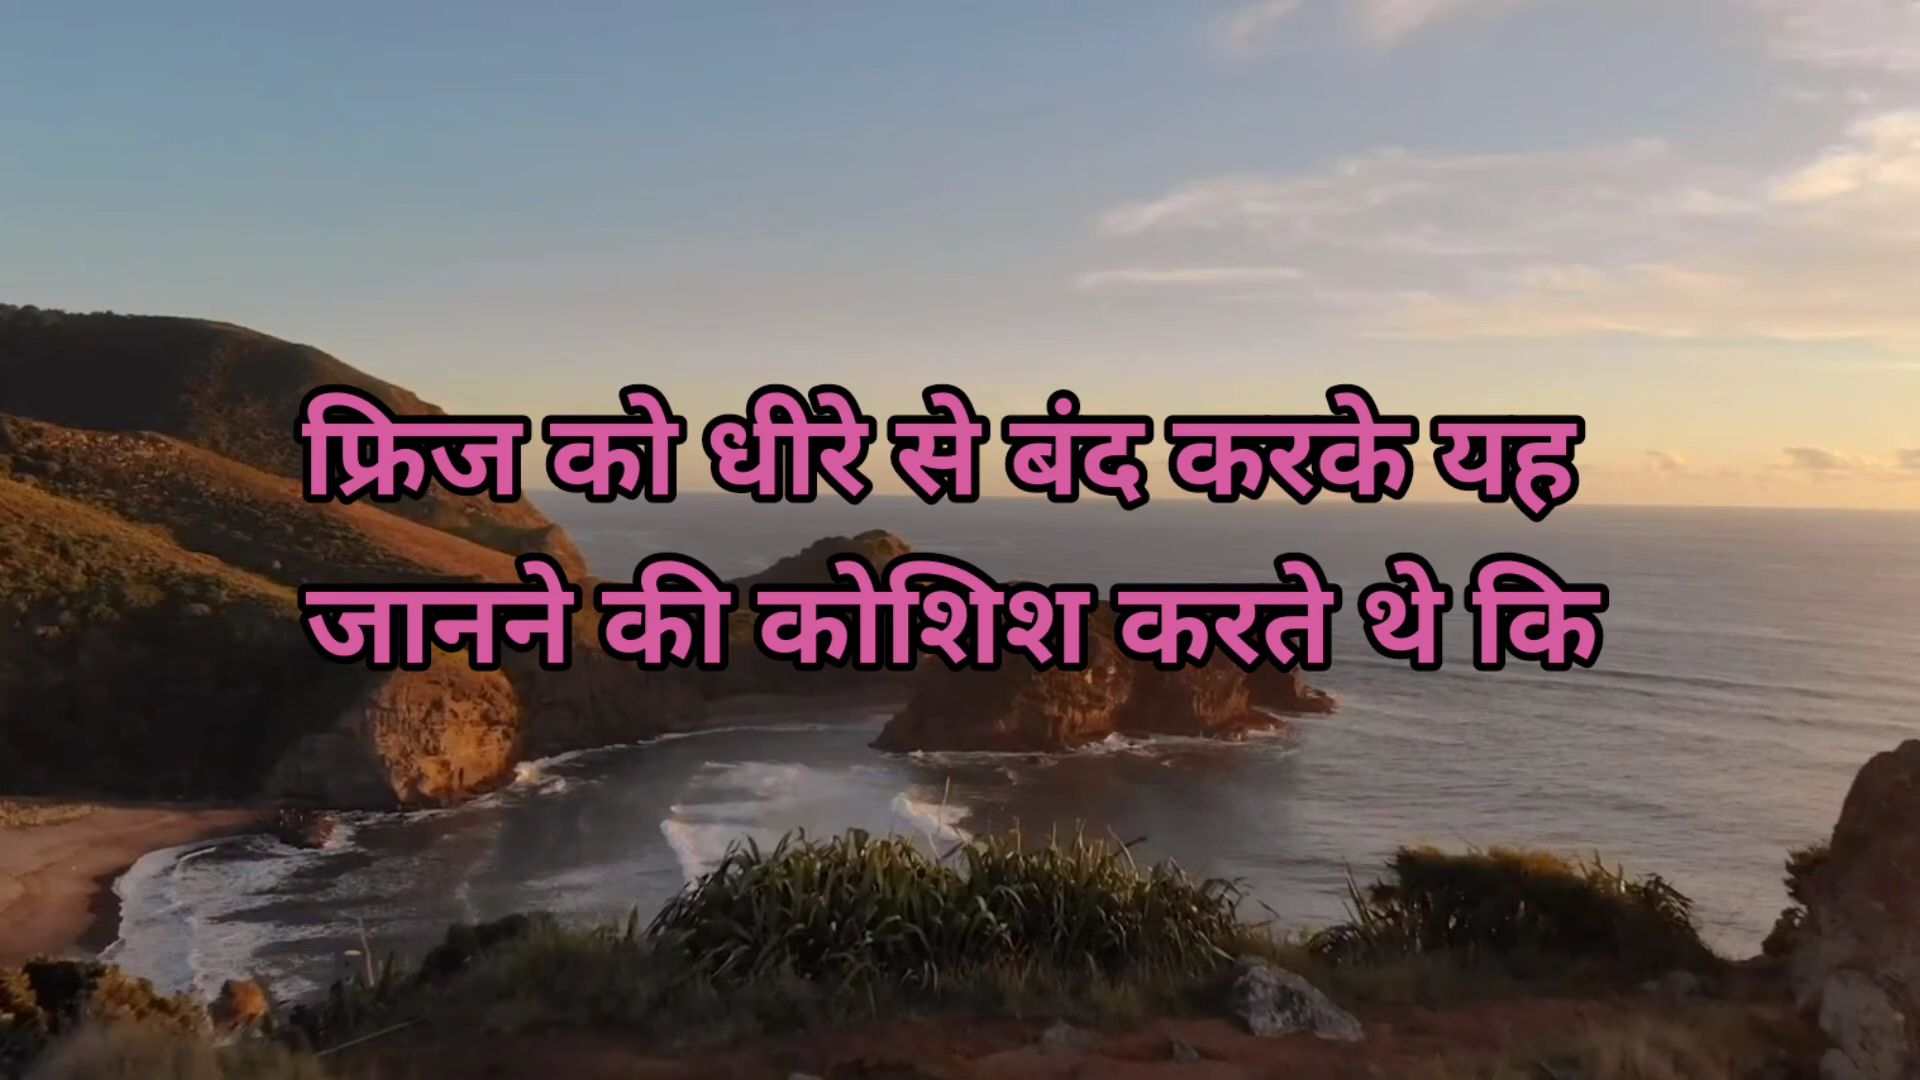 फ्रिज को धीरे से बंद करके यह
जानने की कोशिश करते थे कि